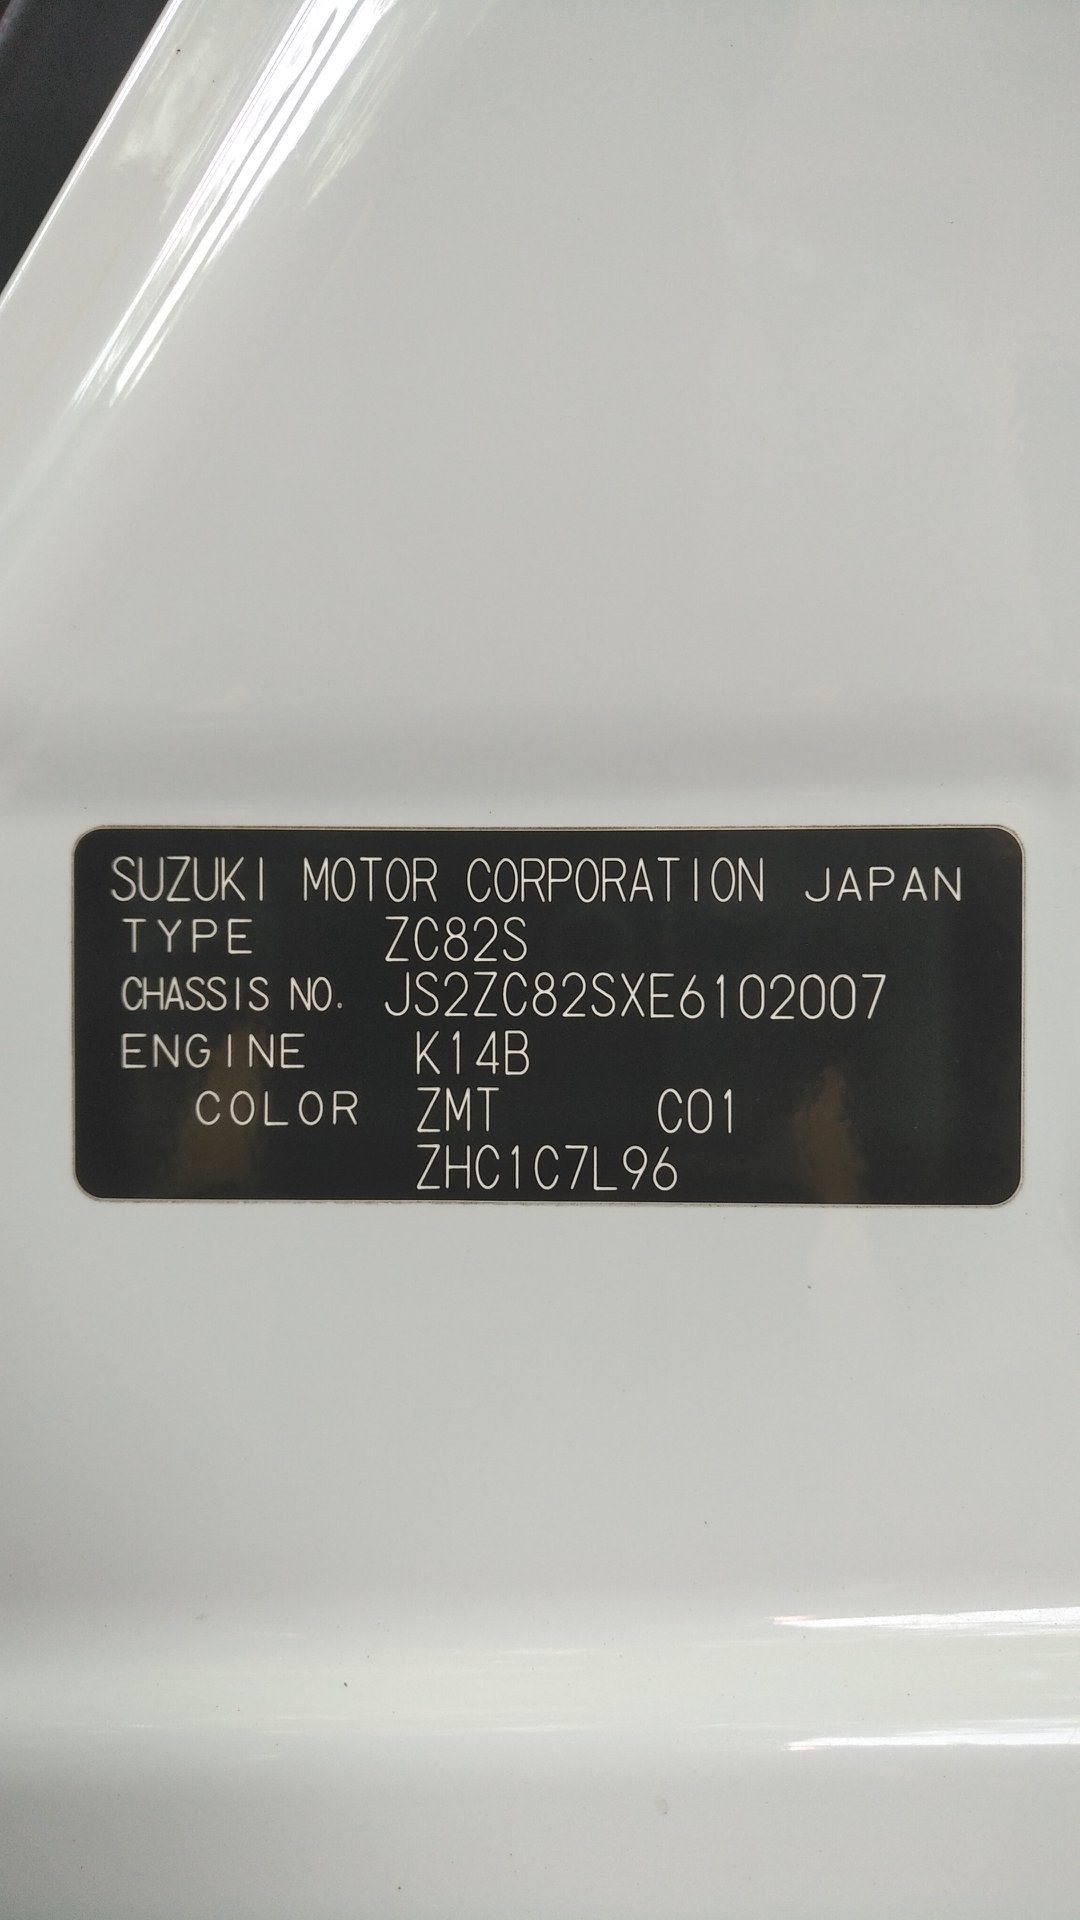 SUZUKI MOTOR CORPORATION JAPAN
TYPE ZC82S
CHASSIS NO. JS2ZC82SXE6102007
ENGINE K14B
COLOR ZMT C01
ZHC1C7L96